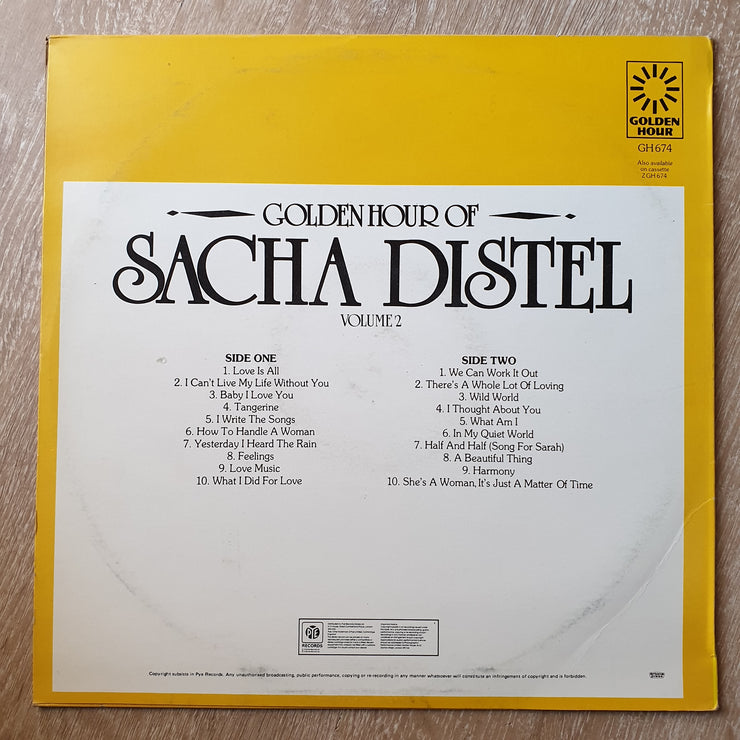 GOLDEN
HOUR
GH 674
Also available
on cassette
ZGH 674
GOLDEN HOUR OF
SACHA DISTEL
VOLUME 2
SIDE ONE
1. Love Is All
2. I Can't Live My Life Without You
3. Baby I Love You
4. Tangerine
5. I Write The Songs
6. How To Handle A Woman
7. Yesterday I Heard The Rain
8. Feelings
9. Love Music
10. What I Did For Love
SIDE TWO
1. We Can Work It Out
2. There's A Whole Lot Of Loving
3. Wild World
4. I Thought About You
5. What Am I
6. In My Quiet World
7. Half And Half (Song For Sarah)
8. A Beautiful Thing
9. Harmony
10. She's A Woman, It's Just A Matter Of Time
PYE
RECORDS
Copyright subsists in Pye Records. Any unauthorised broadcasting, public performance, copying or re-recording in any manner whatsoever will constitute an infringement of copyright and is forbidden.